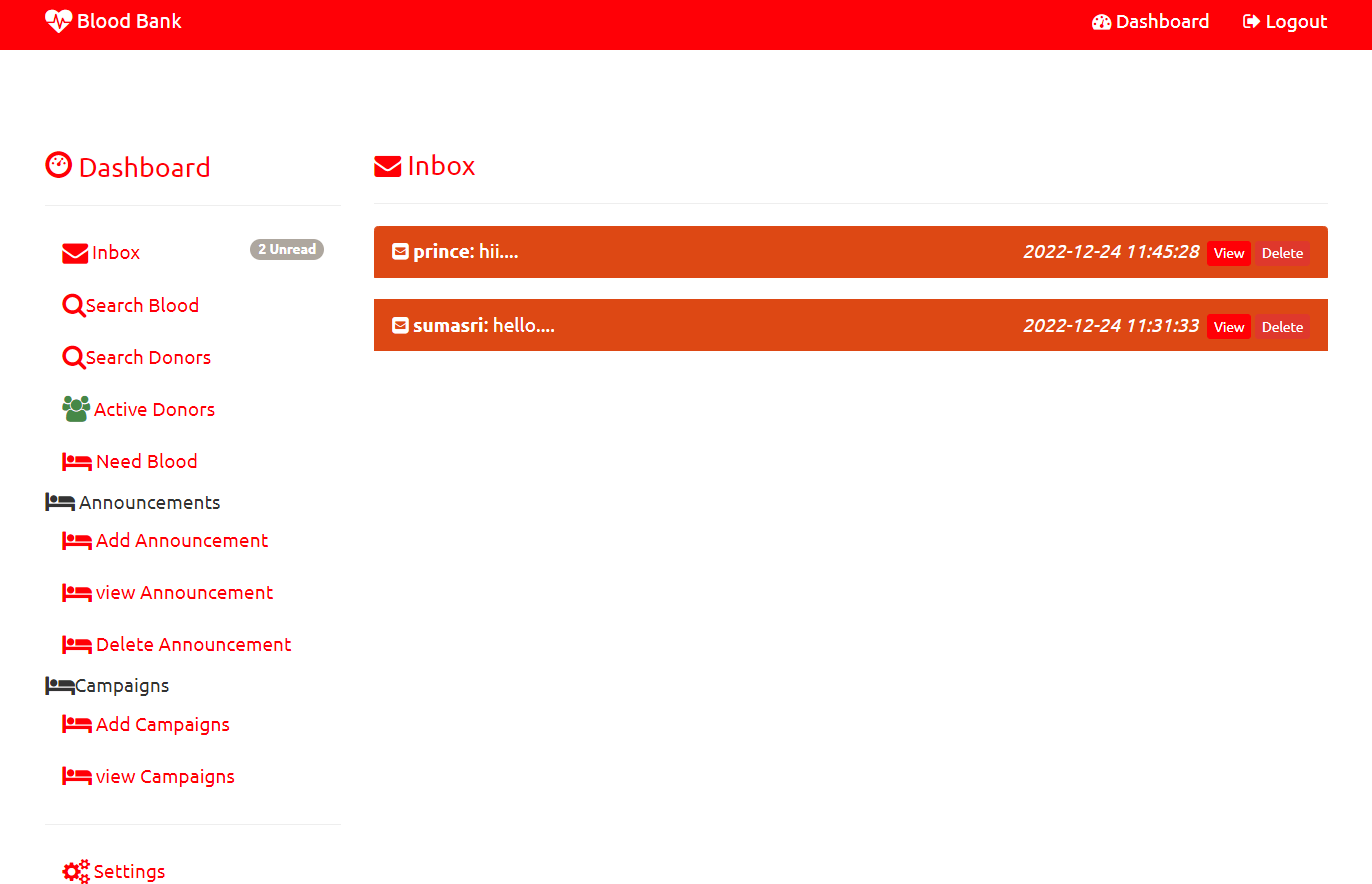 Blood Bank
Dashboard
Logout
Dashboard
Inbox
2 Unread
Search Blood
Search Donors
Active Donors
Need Blood
Announcements
Add Announcement
view Announcement
Delete Announcement
Campaigns
Add Campaigns
view Campaigns
Settings
Inbox
prince: hii.... 2022-12-24 11:45:28 View Delete
sumasri: hello.... 2022-12-24 11:31:33 View Delete